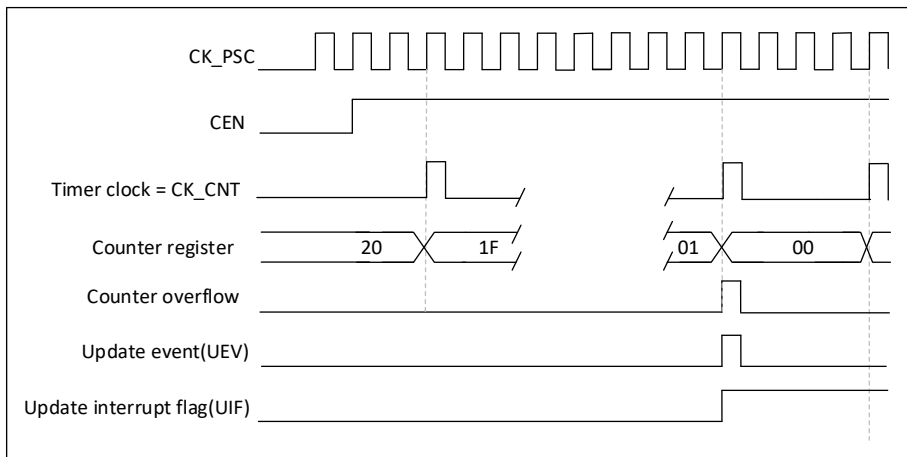 CK_PSC
CEN
Timer clock = CK_CNT
Counter register
20
1F
01
00
Counter overflow
Update event(UEV)
Update interrupt flag(UIF)